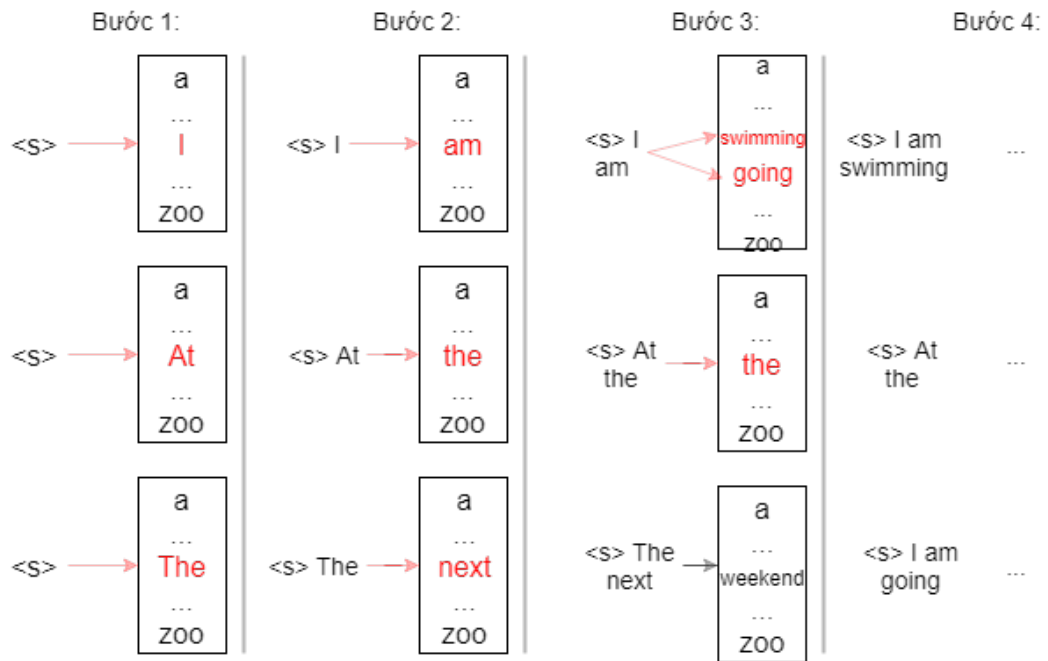 Bước 1:
Bước 2:
Bước 3:
Bước 4:
<s>
a
...
I
...
zoo
<s> I
a
...
am
...
zoo
<s> I
am
a
...
swimming
going
...
zoo
<s> I am
swimming
...
<s>
a
...
At
...
zoo
<s> At
a
...
the
...
zoo
<s> At
the
a
...
the
...
zoo
<s> At
the
...
<s>
a
...
The
...
zoo
<s> The
a
...
next
...
zoo
<s> The
next
a
...
weekend
...
zoo
<s> I am
going
...